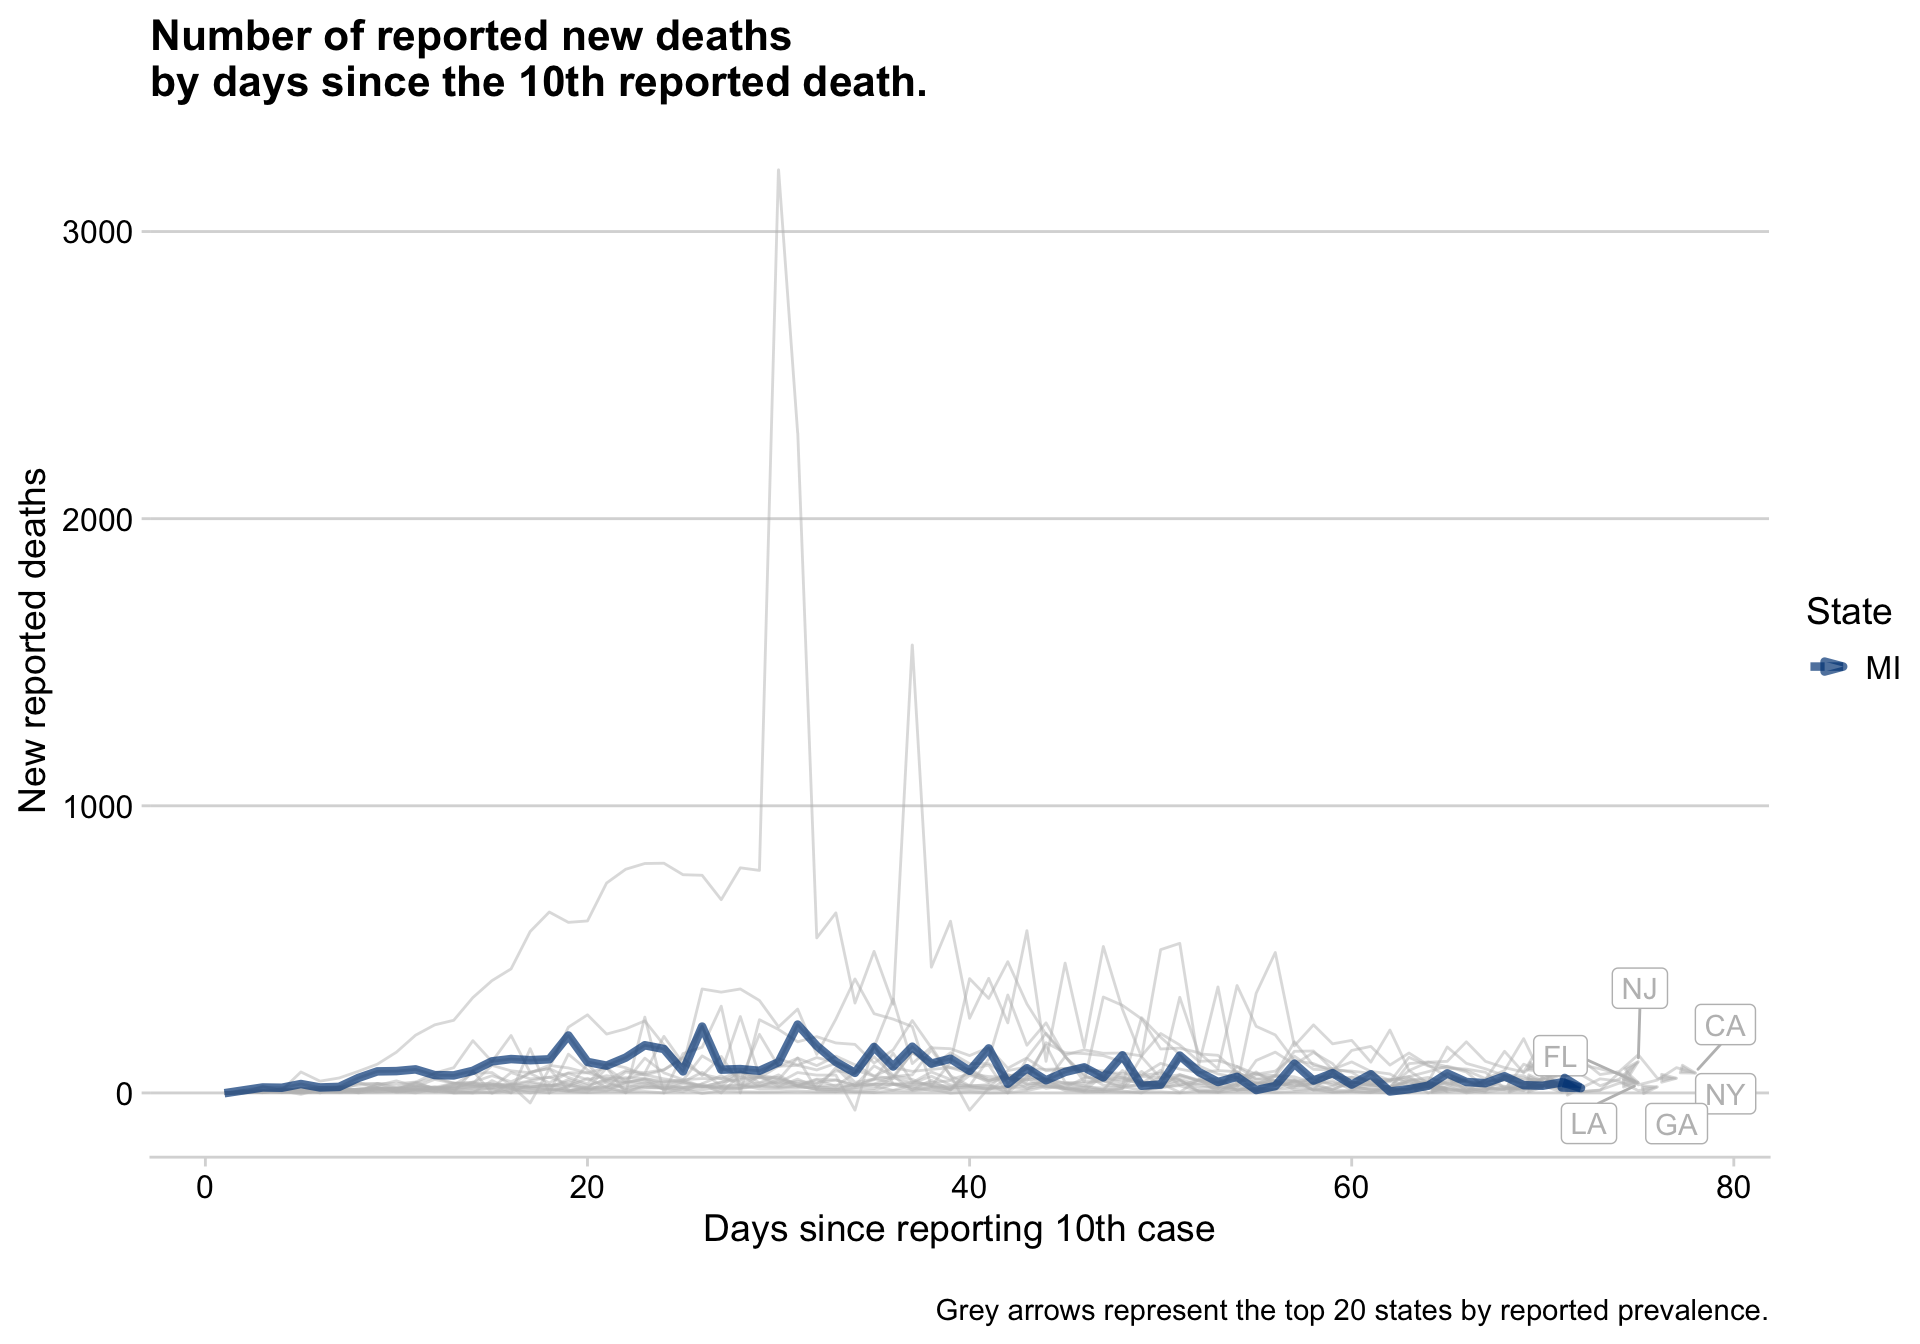 Number of reported new deaths
by days since the 10th reported death.
New reported deaths
3000
2000
1000
0
0
20
40
60
80
Days since reporting 10th case
NJ
CA
FL
NY
LA
GA
State
MI
Grey arrows represent the top 20 states by reported prevalence.